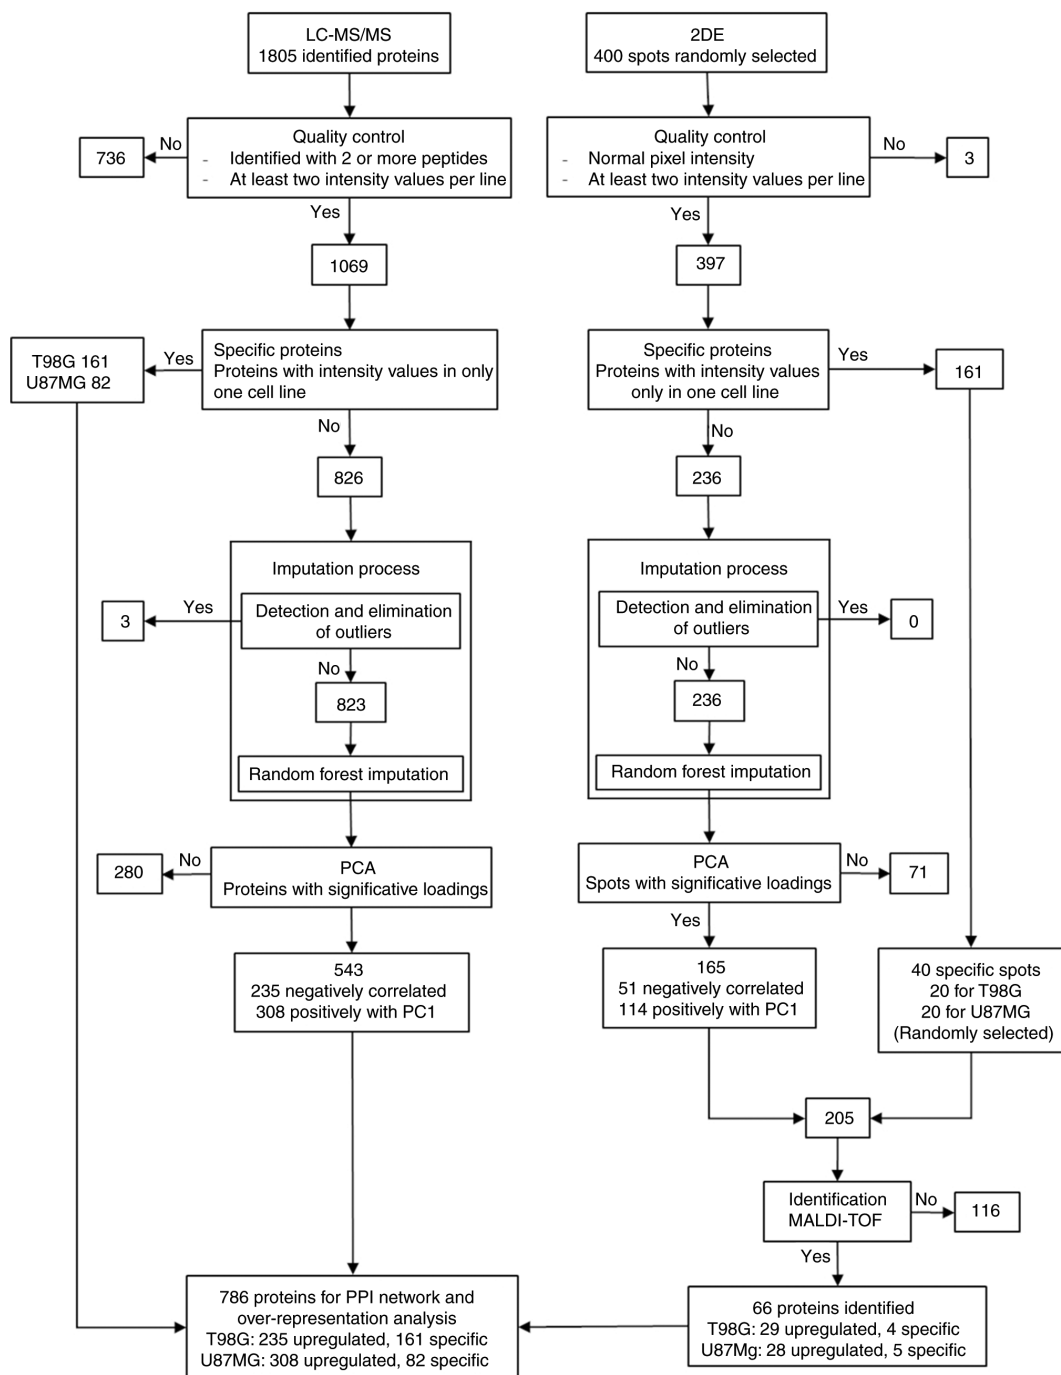 LC-MS/MS
1805 identified proteins
2DE
400 spots randomly selected
Quality control
- Identified with 2 or more peptides
- At least two intensity values per line
No
736
Quality control
- Normal pixel intensity
- At least two intensity values per line
No
3
Yes
1069
Yes
397
T98G 161
U87MG 82
Yes
Specific proteins
Proteins with intensity values in only
one cell line
Specific proteins
Proteins with intensity values
only in one cell line
Yes
161
No
826
No
236
Imputation process
Detection and elimination
of outliers
Yes
3
No
823
Random forest imputation
Imputation process
Detection and elimination
of outliers
Yes
0
No
236
Random forest imputation
280
No
PCA
Proteins with significative loadings
PCA
Spots with significative loadings
No
71
Yes
543
235 negatively correlated
308 positively with PC1
165
51 negatively correlated
114 positively with PC1
40 specific spots
20 for T98G
20 for U87MG
(Randomly selected)
205
Identification
MALDI-TOF
No
116
Yes
786 proteins for PPI network and
over-representation analysis
T98G: 235 upregulated, 161 specific
U87MG: 308 upregulated, 82 specific
66 proteins identified
T98G: 29 upregulated, 4 specific
U87Mg: 28 upregulated, 5 specific